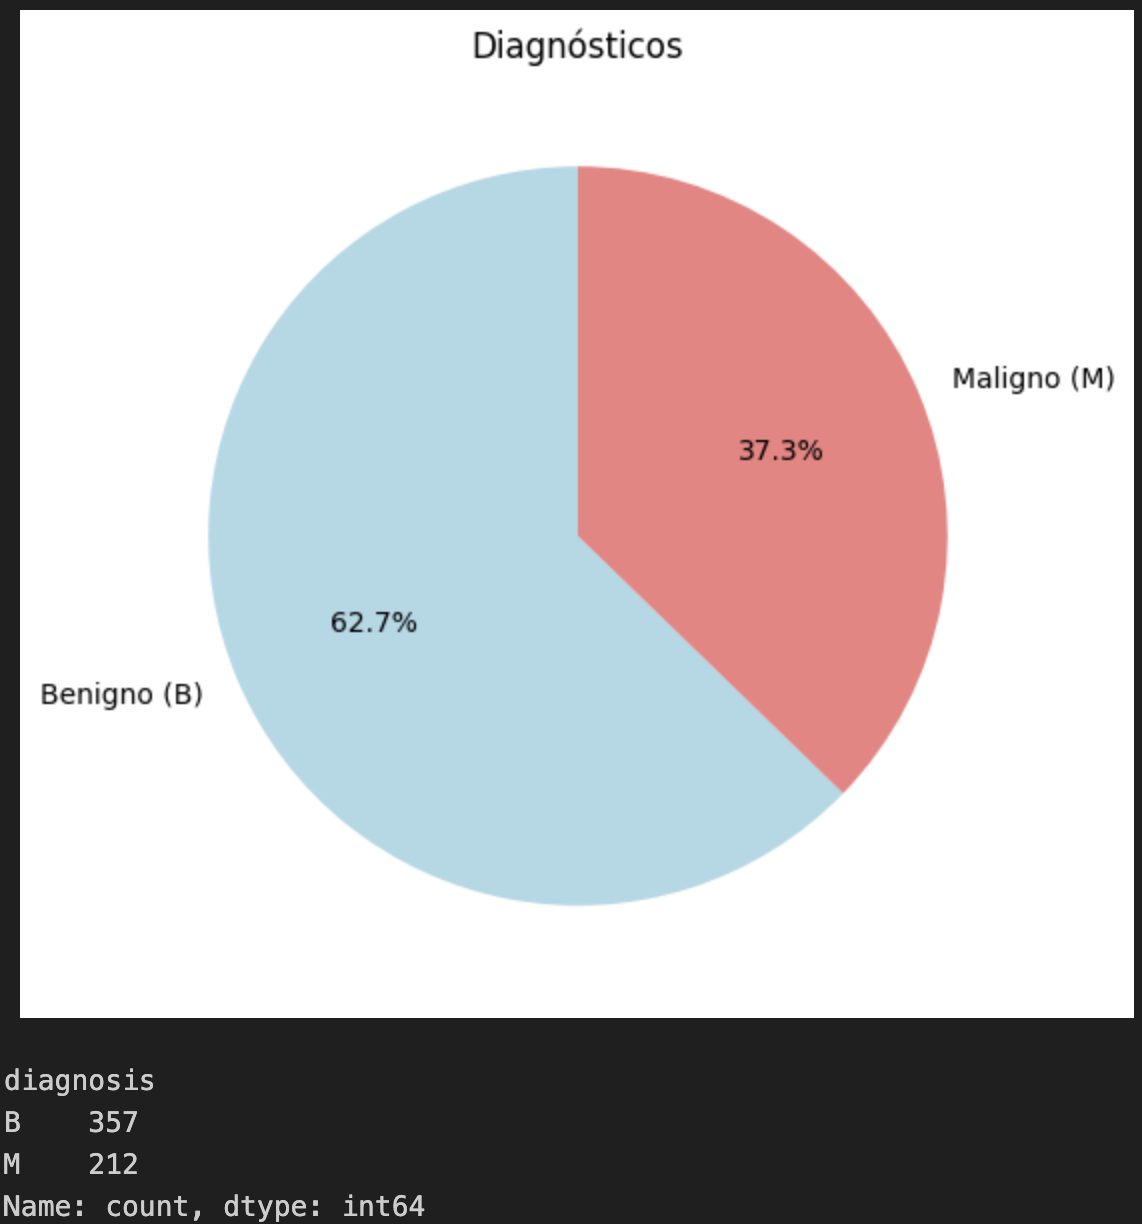 Diagnósticos
Maligno (M)
37.3%
62.7%
Benigno (B)
diagnosis
B    357
M    212
Name: count, dtype: int64